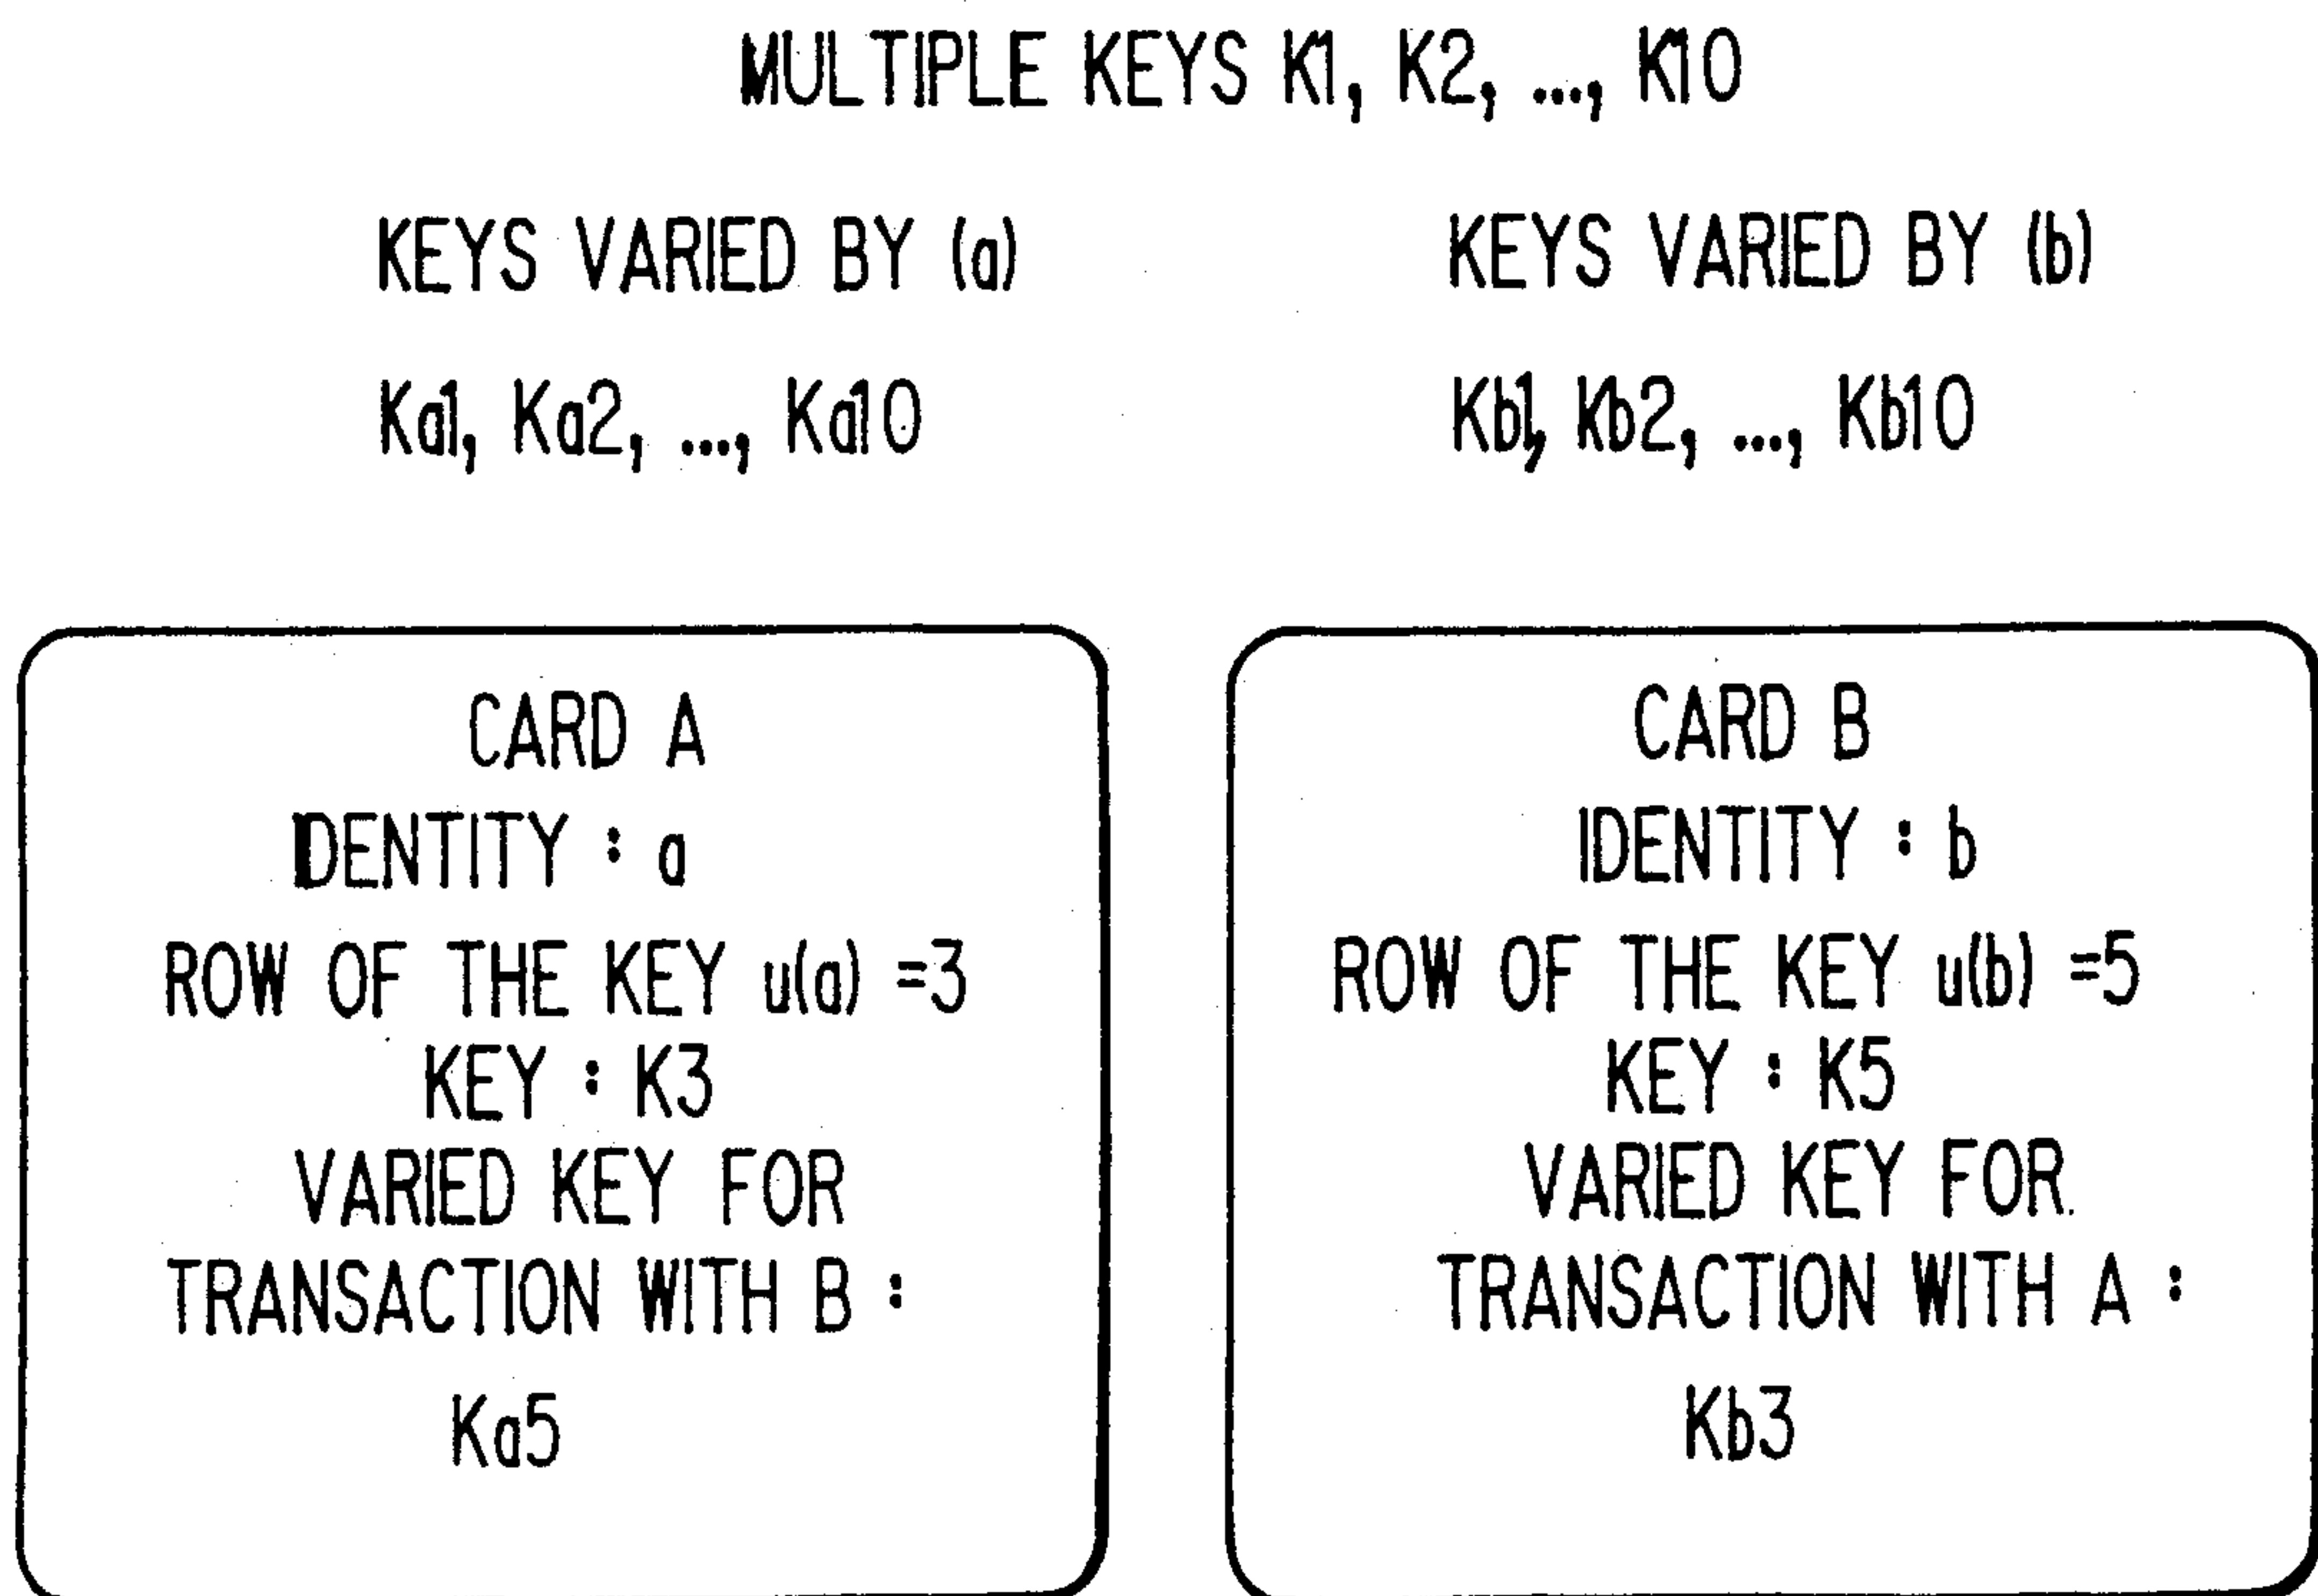 MULTIPLE KEYS K1, K2, ..., K10
KEYS VARIED BY (a)
Ka1, Ka2, ..., Ka10
KEYS VARIED BY (b)
Kb1, Kb2, ..., Kb10
CARD A
IDENTITY : a
ROW OF THE KEY u(a) =3
KEY : K3
VARIED KEY FOR
TRANSACTION WITH B :
Ka5
CARD B
IDENTITY : b
ROW OF THE KEY u(b) =5
KEY : K5
VARIED KEY FOR
TRANSACTION WITH A :
Kb3